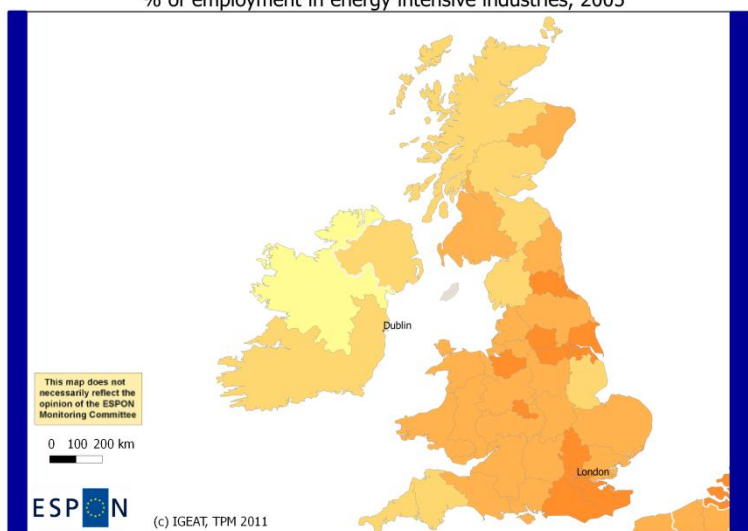 % of employment in energy intensive industries, 2005
Dublin
This map does not
necessarily reflect the
opinion of the ESPON
Monitoring Committee
0 100 200 km
London
ESPON
(c) IGEAT, TPM 2011